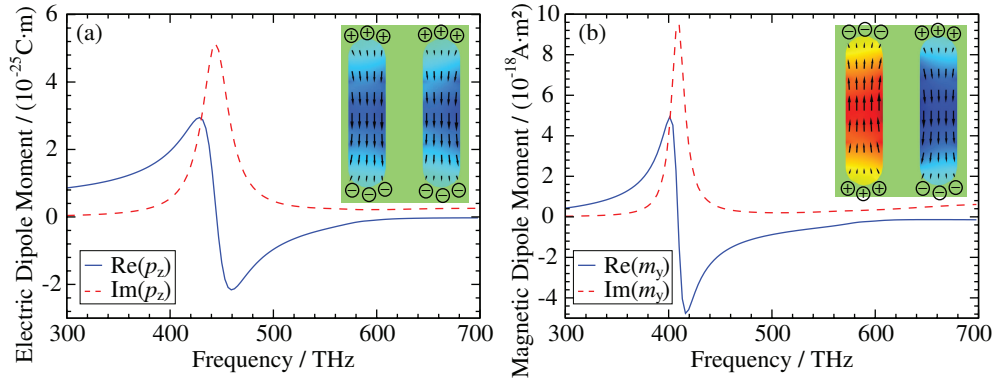 (a)
⊕⊕⊕ ⊕⊕⊕
⊖⊖⊖ ⊖⊖⊖
6
4
2
0
-2
Electric Dipole Moment / (10⁻²⁵C·m)
Re(p_z)
Im(p_z)
300 400 500 600 700
Frequency / THz
(b)
⊖⊖⊖ ⊕⊕⊕
⊕⊕⊕ ⊖⊖⊖
10
8
6
4
2
0
-2
-4
Magnetic Dipole Moment / (10⁻¹⁸A·m²)
Re(m_y)
Im(m_y)
300 400 500 600 700
Frequency / THz